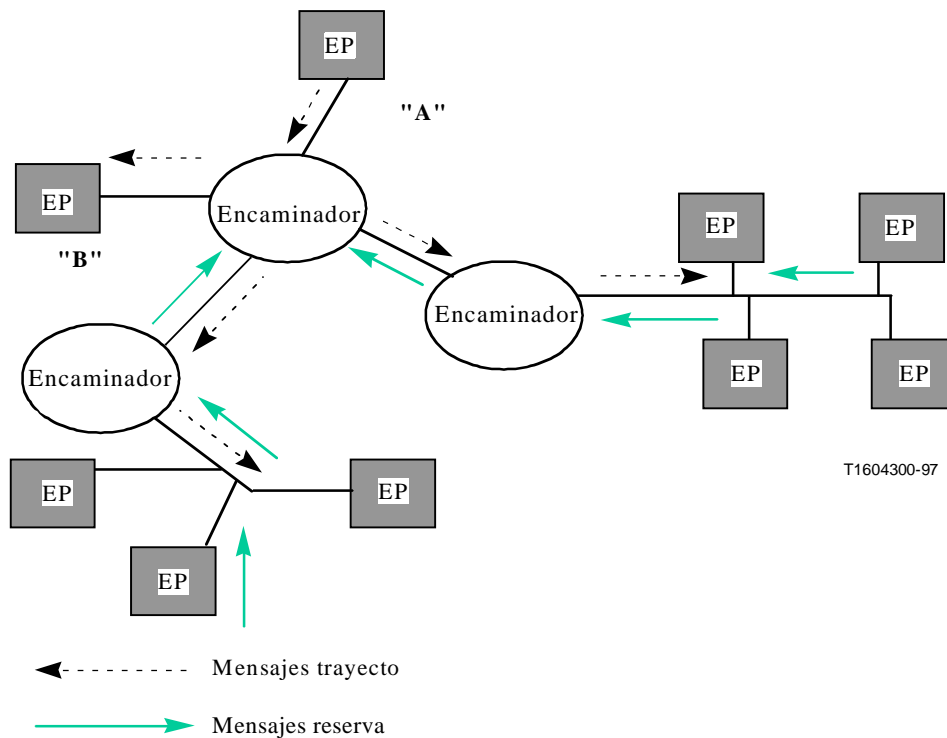 EP
"A"
EP
Encaminador
"B"
EP
EP
Encaminador
Encaminador
EP
EP
EP
EP
EP
T1604300-97
Mensajes trayecto
Mensajes reserva